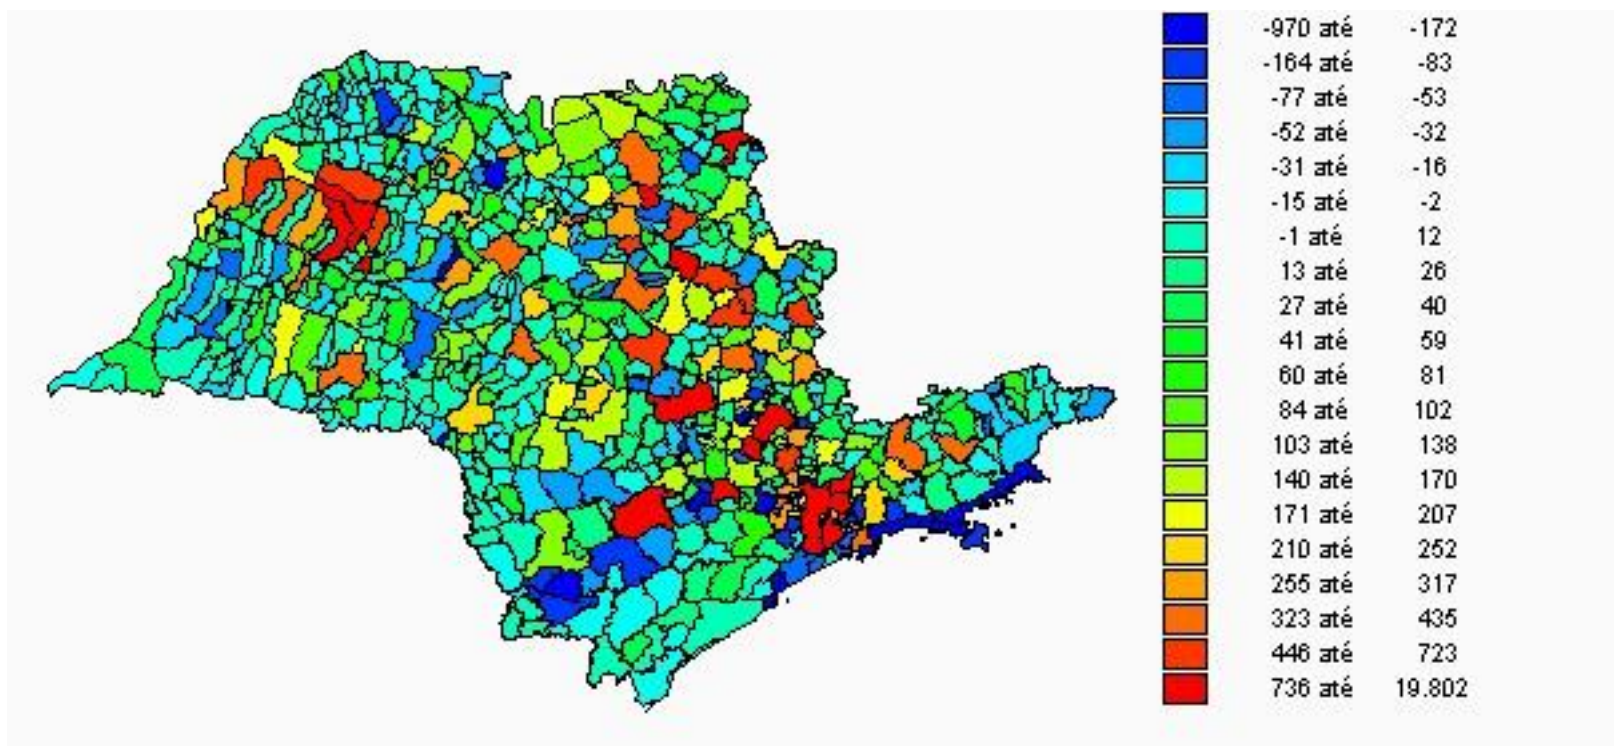 -970 até -172
-164 até -83
-77 até -53
-52 até -32
-31 até -16
-15 até -2
-1 até 12
13 até 26
27 até 40
41 até 59
60 até 81
84 até 102
103 até 138
140 até 170
171 até 207
210 até 252
255 até 317
323 até 435
446 até 723
736 até 19.802